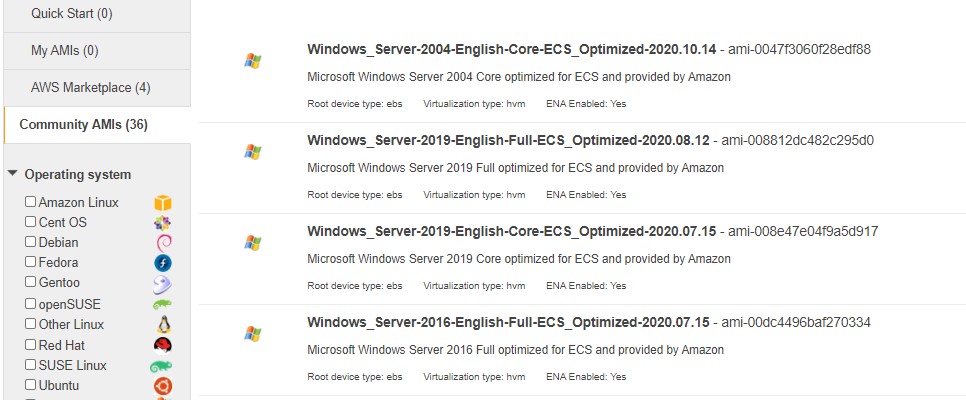 Quick Start (0)
My AMIs (0)
AWS Marketplace (4)
Community AMIs (36)
Operating system
Amazon Linux
Cent OS
Debian
Fedora
Gentoo
openSUSE
Other Linux
Red Hat
SUSE Linux
Ubuntu
Windows_Server-2004-English-Core-ECS_Optimized-2020.10.14 - ami-0047f3060f28edf88
Microsoft Windows Server 2004 Core optimized for ECS and provided by Amazon
Root device type: ebs Virtualization type: hvm ENA Enabled: Yes
Windows_Server-2019-English-Full-ECS_Optimized-2020.08.12 - ami-008812dc482c295d0
Microsoft Windows Server 2019 Full optimized for ECS and provided by Amazon
Root device type: ebs Virtualization type: hvm ENA Enabled: Yes
Windows_Server-2019-English-Core-ECS_Optimized-2020.07.15 - ami-008e47e04f9a5d917
Microsoft Windows Server 2019 Core optimized for ECS and provided by Amazon
Root device type: ebs Virtualization type: hvm ENA Enabled: Yes
Windows_Server-2016-English-Full-ECS_Optimized-2020.07.15 - ami-00dc4496baf270334
Microsoft Windows Server 2016 Full optimized for ECS and provided by Amazon
Root device type: ebs Virtualization type: hvm ENA Enabled: Yes